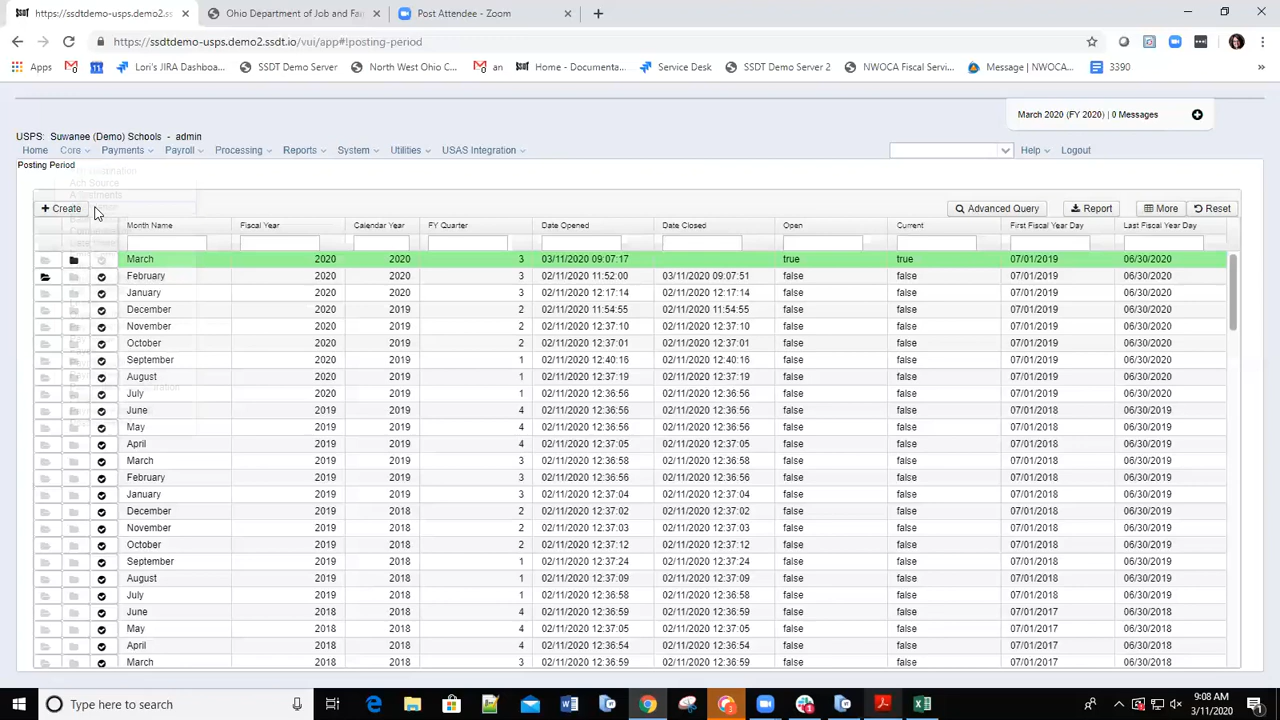 https://ssdtdemo-usps.demo2.ss
Ohio Department of Job and Fa
Post Attendee - Zoom
https://ssdtdemo-usps.demo2.ssdt.io/vui/app#!posting-period
Apps
Lori's JIRA Dashboa...
SSDT Demo Server
North West Ohio C...
an
Home - Documenta...
Service Desk
SSDT Demo Server 2
NWOCA Fiscal Servi...
Message | NWOCA....
3390
March 2020 (FY 2020) | 0 Messages
USPS: Suwanee (Demo) Schools - admin
Home Core Payments Payroll Processing Reports System Utilities USAS Integration Help Logout
Posting Period
Ach Source
Create Advanced Query Report More Reset
Month Name Fiscal Year Calendar Year FY Quarter Date Opened Date Closed Open Current First Fiscal Year Day Last Fiscal Year Day
March 2020 2020 3 03/11/2020 09:07:17 true true 07/01/2019 06/30/2020
February 2020 2020 3 02/11/2020 11:52:00 03/11/2020 09:07:51 false false 07/01/2019 06/30/2020
January 2020 2020 3 02/11/2020 12:17:14 02/11/2020 12:17:14 false false 07/01/2019 06/30/2020
December 2020 2019 2 02/11/2020 11:54:55 02/11/2020 11:54:55 false false 07/01/2019 06/30/2020
November 2020 2019 2 02/11/2020 12:37:10 02/11/2020 12:37:10 false false 07/01/2019 06/30/2020
October 2020 2019 2 02/11/2020 12:37:01 02/11/2020 12:37:01 false false 07/01/2019 06/30/2020
September 2020 2019 1 02/11/2020 12:40:16 02/11/2020 12:40:16 false false 07/01/2019 06/30/2020
August 2020 2019 1 02/11/2020 12:37:19 02/11/2020 12:37:19 false false 07/01/2019 06/30/2020
July 2020 2019 1 02/11/2020 12:36:56 02/11/2020 12:36:56 false false 07/01/2019 06/30/2020
June 2019 2019 4 02/11/2020 12:36:56 02/11/2020 12:36:56 false false 07/01/2018 06/30/2019
May 2019 2019 4 02/11/2020 12:36:56 02/11/2020 12:36:56 false false 07/01/2018 06/30/2019
April 2019 2019 4 02/11/2020 12:37:05 02/11/2020 12:37:05 false false 07/01/2018 06/30/2019
March 2019 2019 3 02/11/2020 12:36:58 02/11/2020 12:36:58 false false 07/01/2018 06/30/2019
February 2019 2019 3 02/11/2020 12:36:56 02/11/2020 12:36:56 false false 07/01/2018 06/30/2019
January 2019 2019 3 02/11/2020 12:37:04 02/11/2020 12:37:04 false false 07/01/2018 06/30/2019
December 2019 2018 2 02/11/2020 12:37:02 02/11/2020 12:37:02 false false 07/01/2018 06/30/2019
November 2019 2018 2 02/11/2020 12:37:03 02/11/2020 12:37:03 false false 07/01/2018 06/30/2019
October 2019 2018 2 02/11/2020 12:37:12 02/11/2020 12:37:12 false false 07/01/2018 06/30/2019
September 2019 2018 1 02/11/2020 12:37:24 02/11/2020 12:37:24 false false 07/01/2018 06/30/2019
August 2019 2018 1 02/11/2020 12:37:09 02/11/2020 12:37:09 false false 07/01/2018 06/30/2019
July 2019 2018 1 02/11/2020 12:36:58 02/11/2020 12:36:58 false false 07/01/2018 06/30/2019
June 2018 2018 4 02/11/2020 12:36:59 02/11/2020 12:36:59 false false 07/01/2017 06/30/2018
May 2018 2018 4 02/11/2020 12:37:05 02/11/2020 12:37:05 false false 07/01/2017 06/30/2018
April 2018 2018 4 02/11/2020 12:36:54 02/11/2020 12:36:54 false false 07/01/2017 06/30/2018
March 2018 2018 3 02/11/2020 12:36:59 02/11/2020 12:36:59 false false 07/01/2017 06/30/2018
Type here to search
9:08 AM
3/11/2020